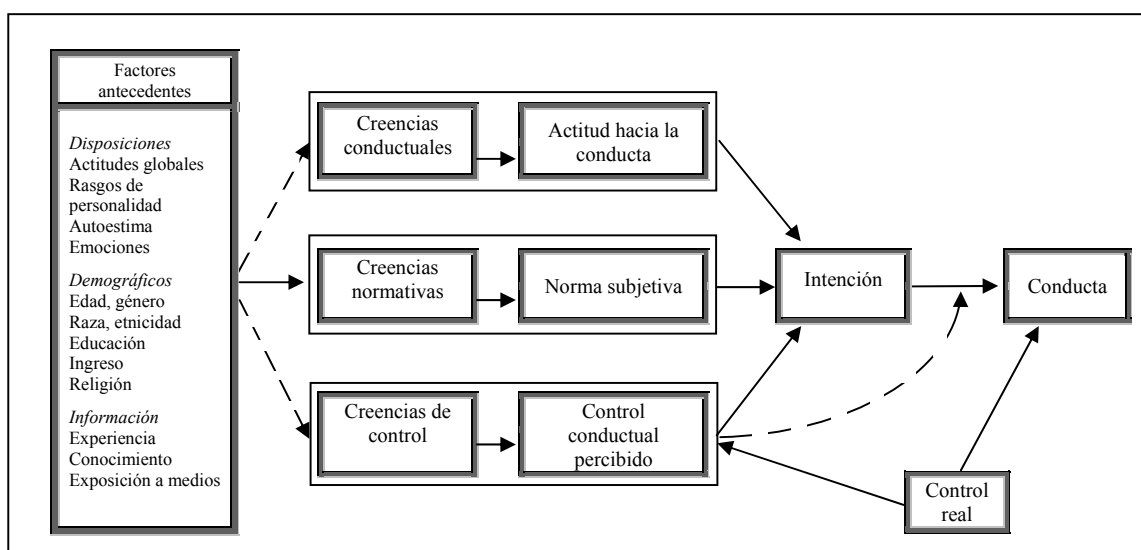 Factores
antecedentes
Disposiciones
Actitudes globales
Rasgos de
personalidad
Autoestima
Emociones
Demográficos
Edad, género
Raza, etnicidad
Educación
Ingreso
Religión
Información
Experiencia
Conocimiento
Exposición a medios
Creencias
conductuales
Actitud hacia la
conducta
Creencias
normativas
Norma subjetiva
Creencias de
control
Control
conductual
percibido
Intención
Conducta
Control
real